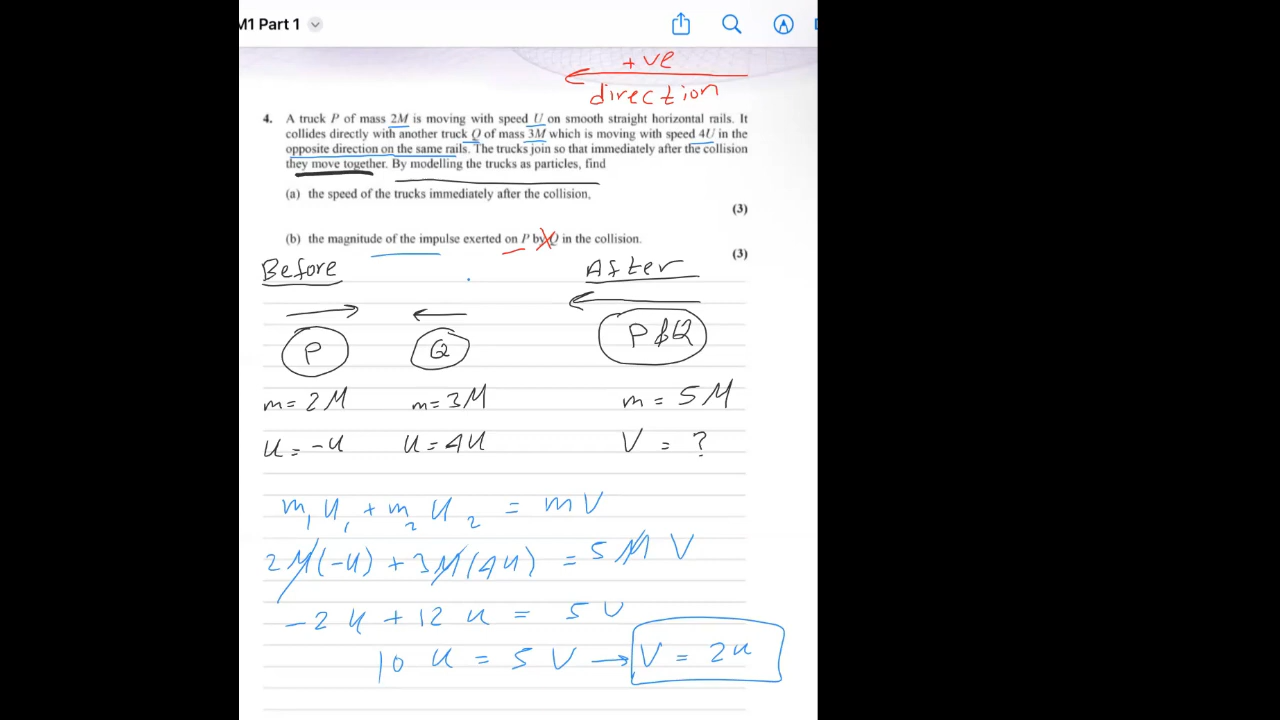 M1 Part 1
+ve
direction
4. A truck P of mass 2M is moving with speed U on smooth straight horizontal rails. It
collides directly with another truck Q of mass 3M which is moving with speed 4U in the
opposite direction on the same rails. The trucks join so that immediately after the collision
they move together. By modelling the trucks as particles, find
(a) the speed of the trucks immediately after the collision,
(3)
(b) the magnitude of the impulse exerted on P by Q in the collision.
(3)
Before After
P Q P & Q
m = 2M m = 3M m = 5M
u = -u u = 4u V = ?
m₁ u₁ + m₂ u₂ = m V
2M(-u) + 3M(4u) = 5M V
-2u + 12u = 5V
10u = 5V → V = 2u